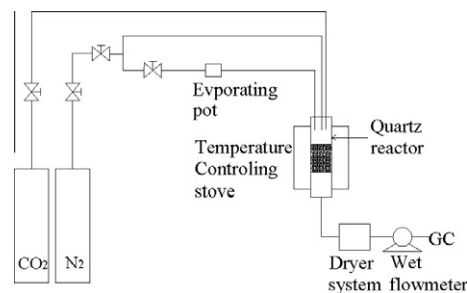 Evporating
pot
Quartz
reactor
Temperature
Controling
stove
CO2
N2
GC
Dryer
system
Wet
flowmeter